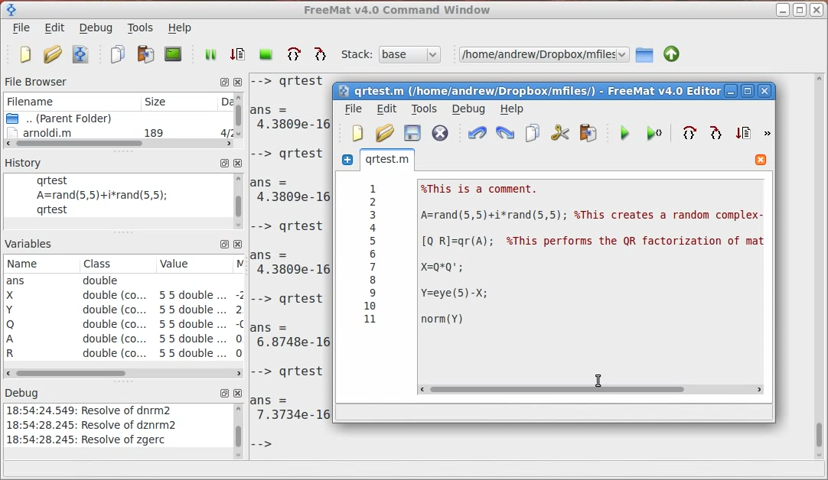 FreeMat v4.0 Command Window
File Edit Debug Tools Help
Stack: base /home/andrew/Dropbox/mfiles
File Browser
Filename Size Da
.. (Parent Folder)
arnoldi.m 189 4/2
History
qrtest
A=rand(5,5)+i*rand(5,5);
qrtest
Variables
Name Class Value M
ans double
X double (co... 5 5 double ... -2
Y double (co... 5 5 double ... 2
Q double (co... 5 5 double ... -0
A double (co... 5 5 double ... 0
R double (co... 5 5 double ... 0
Debug
18:54:24.549: Resolve of dnrm2
18:54:28.245: Resolve of dznrm2
18:54:28.245: Resolve of zgerc
--> qrtest
ans =
4.3809e-16
--> qrtest
ans =
4.3809e-16
--> qrtest
ans =
4.3809e-16
--> qrtest
ans =
6.8748e-16
--> qrtest
ans =
7.3734e-16
-->
qrtest.m (/home/andrew/Dropbox/mfiles/) - FreeMat v4.0 Editor
File Edit Tools Debug Help
»
qrtest.m
1 %This is a comment.
2
3 A=rand(5,5)+i*rand(5,5); %This creates a random complex-
4
5 [Q R]=qr(A); %This performs the QR factorization of mat
6
7 X=Q*Q';
8
9 Y=eye(5)-X;
10
11 norm(Y)